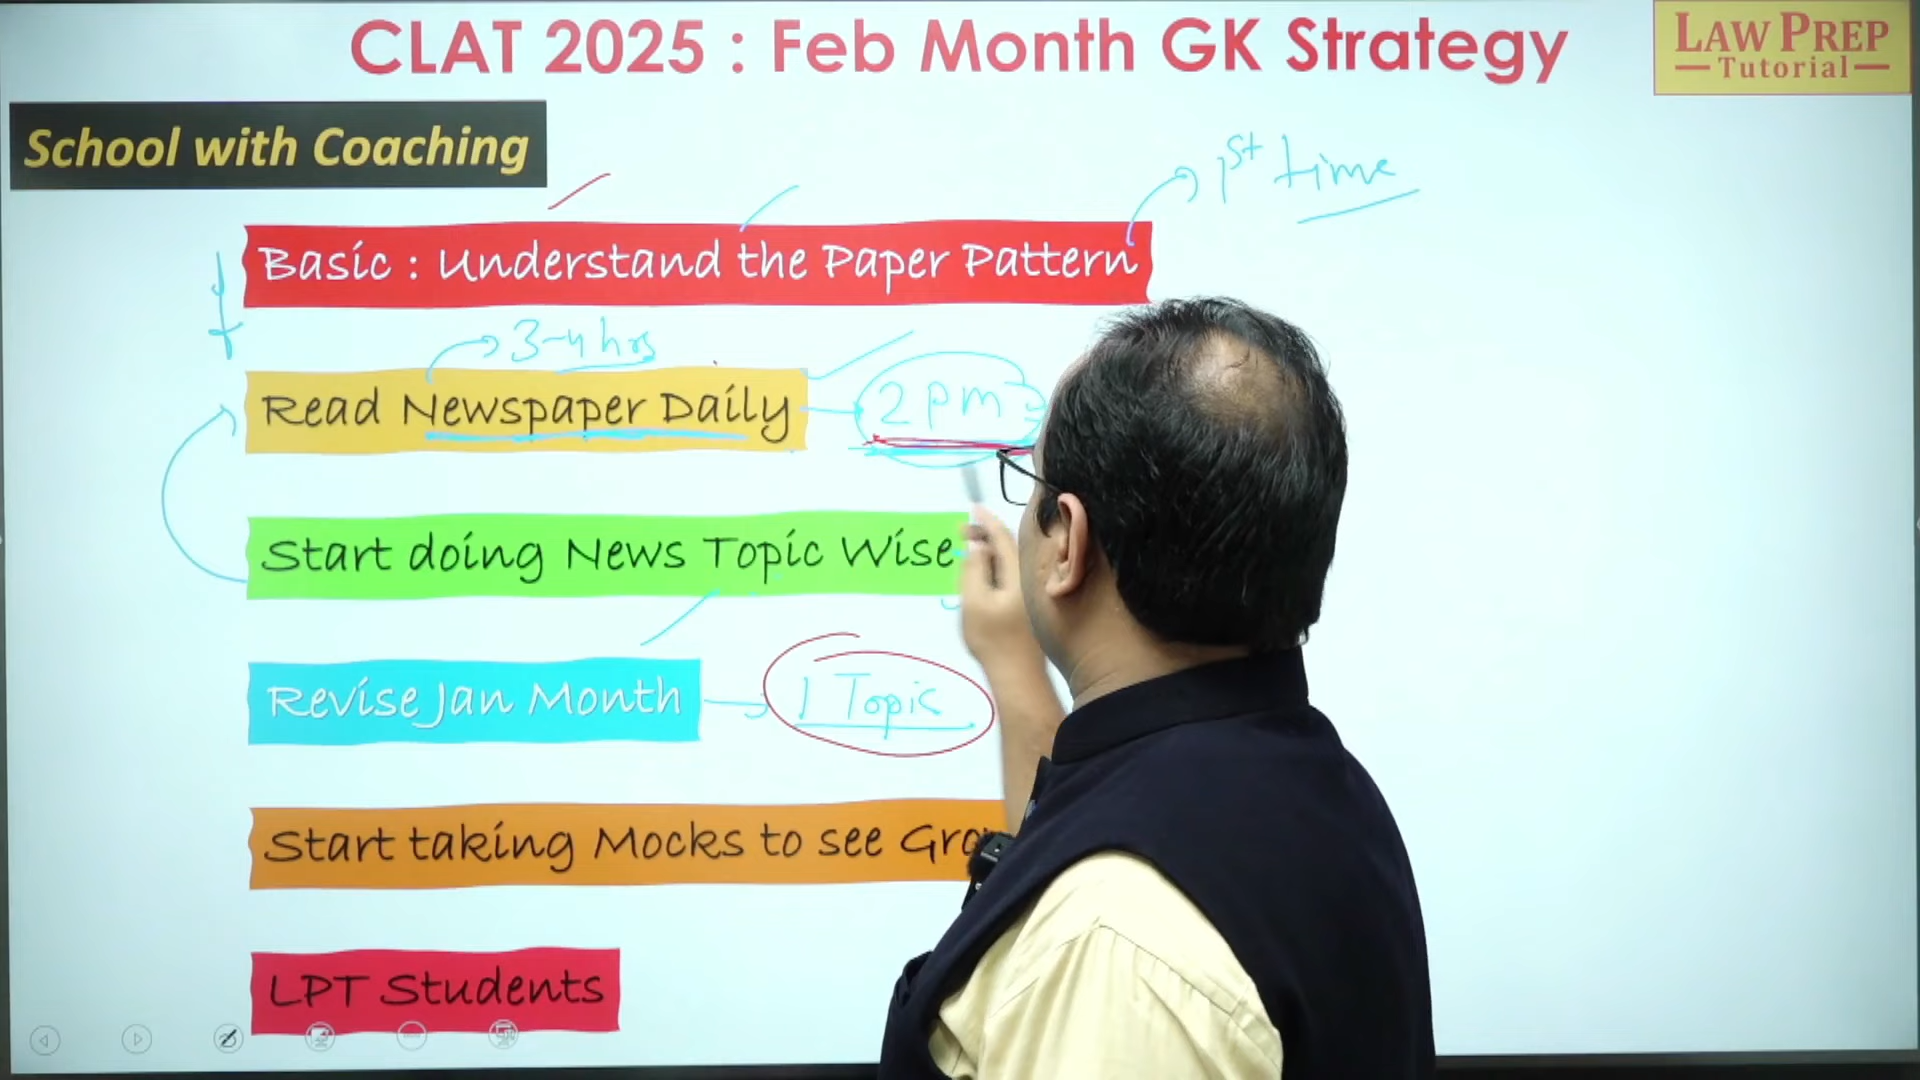 CLAT 2025 : Feb Month GK Strategy
LAW PREP
Tutorial
School with Coaching
1st time
Basic : Understand the Paper Pattern
3-4 hrs
Read Newspaper Daily
2 pm
Start doing News Topic Wise
Revise Jan Month
1 Topic
Start taking Mocks to see
LPT Students